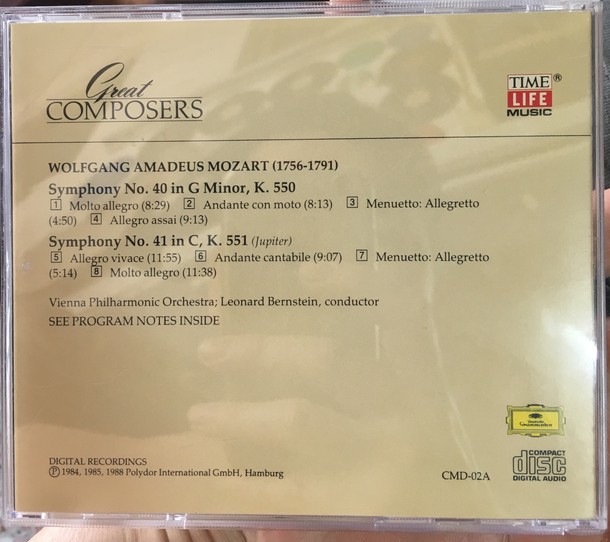 Great
COMPOSERS
TIME ®
LIFE
MUSIC
WOLFGANG AMADEUS MOZART (1756-1791)
Symphony No. 40 in G Minor, K. 550
1 Molto allegro (8:29) 2 Andante con moto (8:13) 3 Menuetto: Allegretto
(4:50) 4 Allegro assai (9:13)
Symphony No. 41 in C, K. 551 (Jupiter)
5 Allegro vivace (11:55) 6 Andante cantabile (9:07) 7 Menuetto: Allegretto
(5:14) 8 Molto allegro (11:38)
Vienna Philharmonic Orchestra; Leonard Bernstein, conductor
SEE PROGRAM NOTES INSIDE
Deutsche
Grammophon
DIGITAL RECORDINGS
Ⓟ 1984, 1985, 1988 Polydor International GmbH, Hamburg
CMD-02A
COMPACT
disc
DIGITAL AUDIO